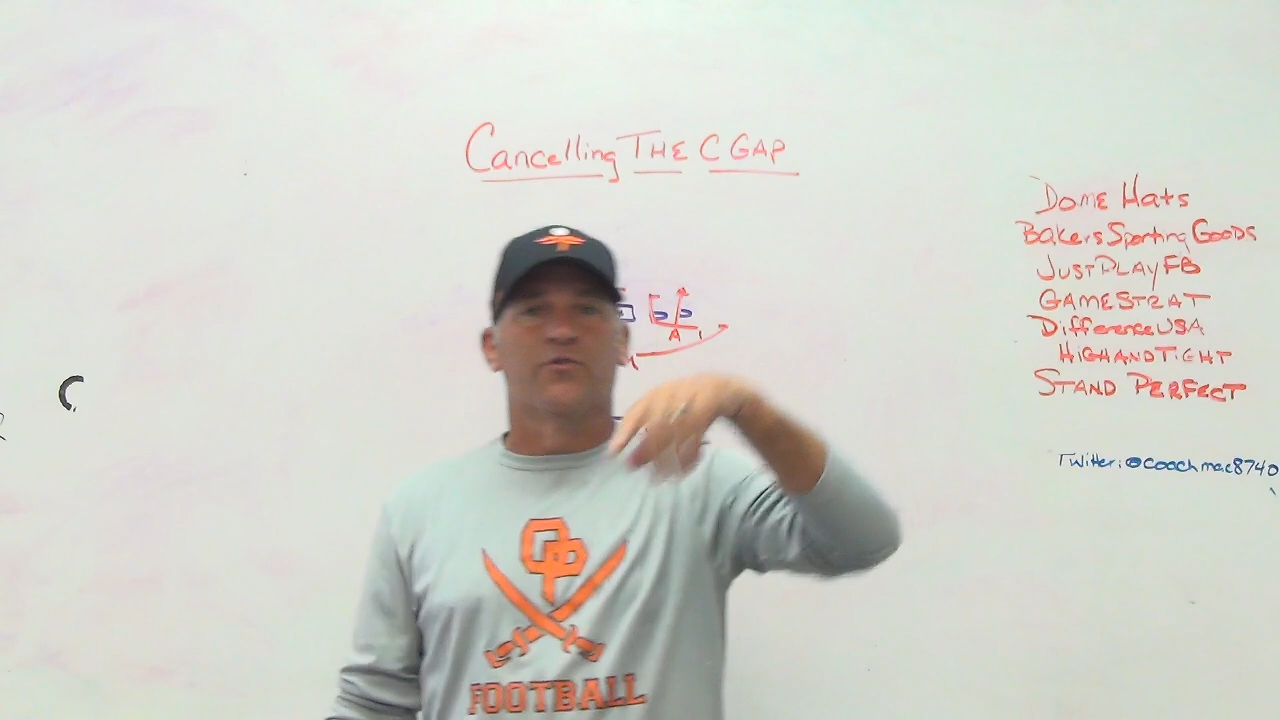 Cancelling THE C GAP
Dome Hats
Bakers Sporting Goods
JUSTPLAYFB
GAMESTRAT
DifferenceUSA
HIGHANDTIGHT
STAND PERFECT
Twitter: @coachmac8740
A
OP
FOOTBALL